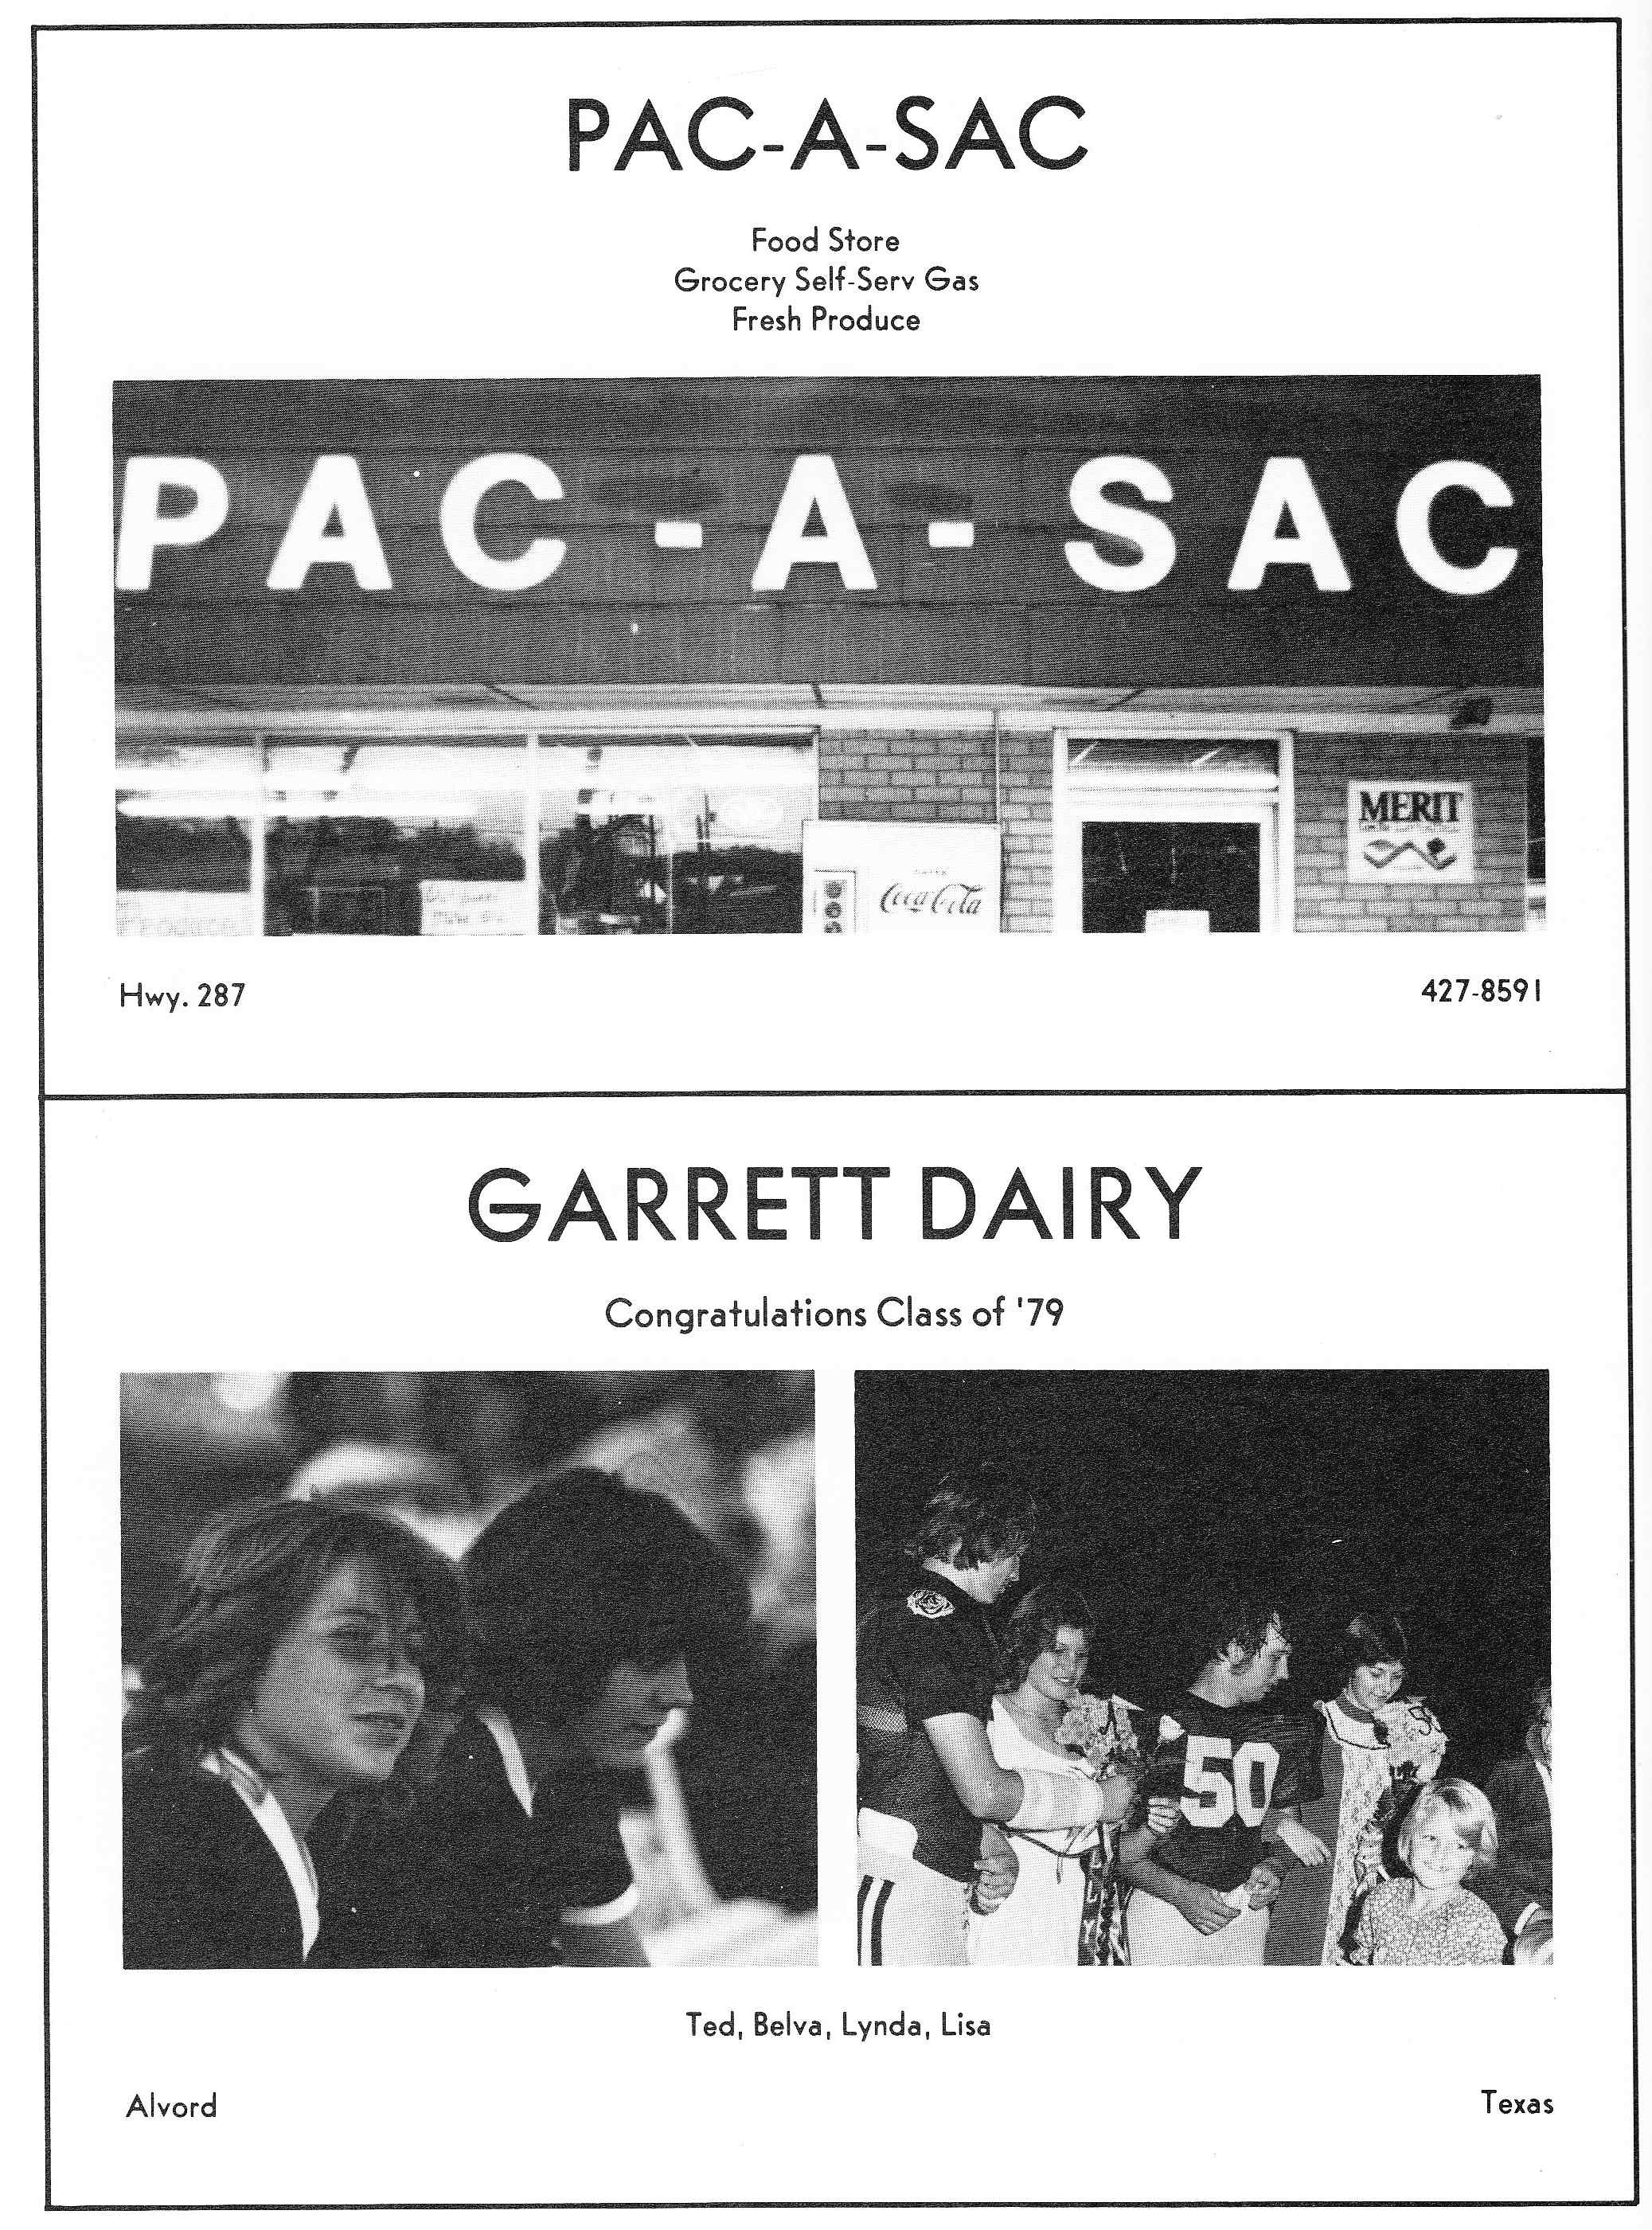 PAC-A-SAC
Food Store
Grocery Self-Serv Gas
Fresh Produce
PAC-A-SAC
MERIT
Coca-Cola
PRODUCE
Hwy. 287
427-8591
GARRETT DAIRY
Congratulations Class of '79
50
Ted, Belva, Lynda, Lisa
Alvord
Texas